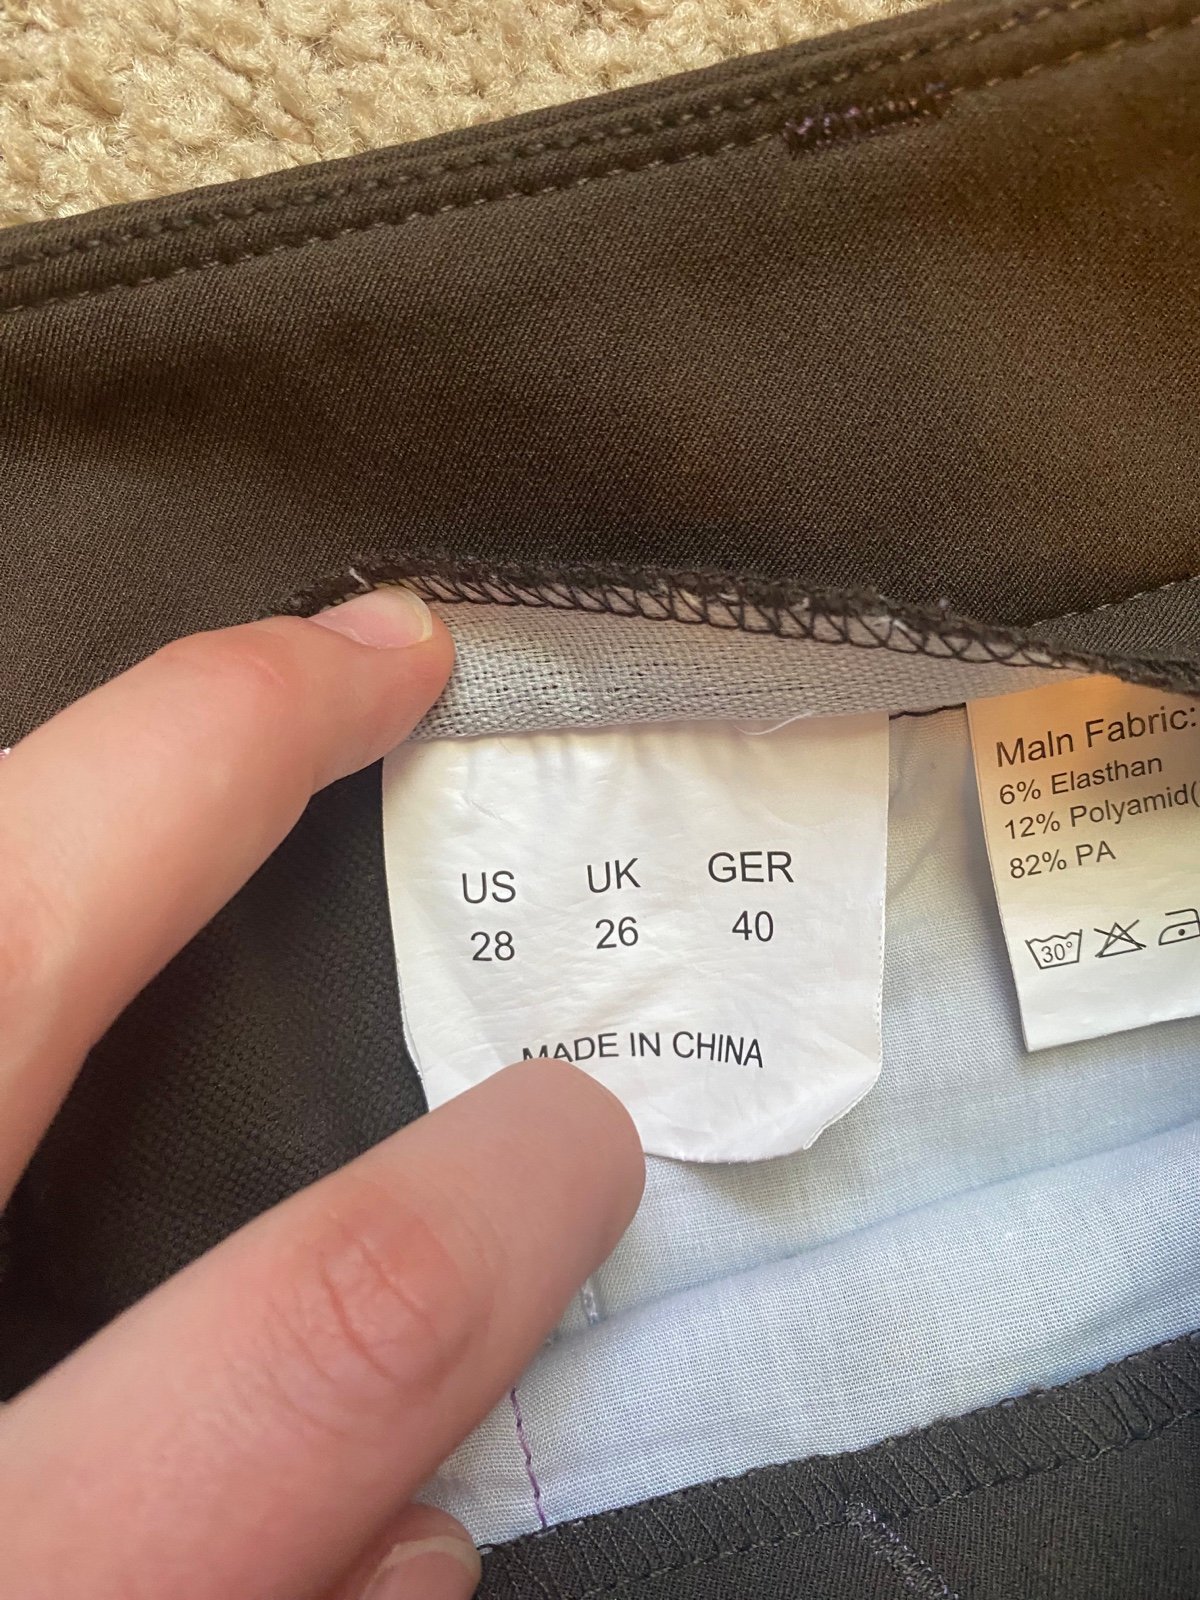 US UK GER
28 26 40
MADE IN CHINA
Maln Fabric:
6% Elasthan
12% Polyamid(
82% PA
30°